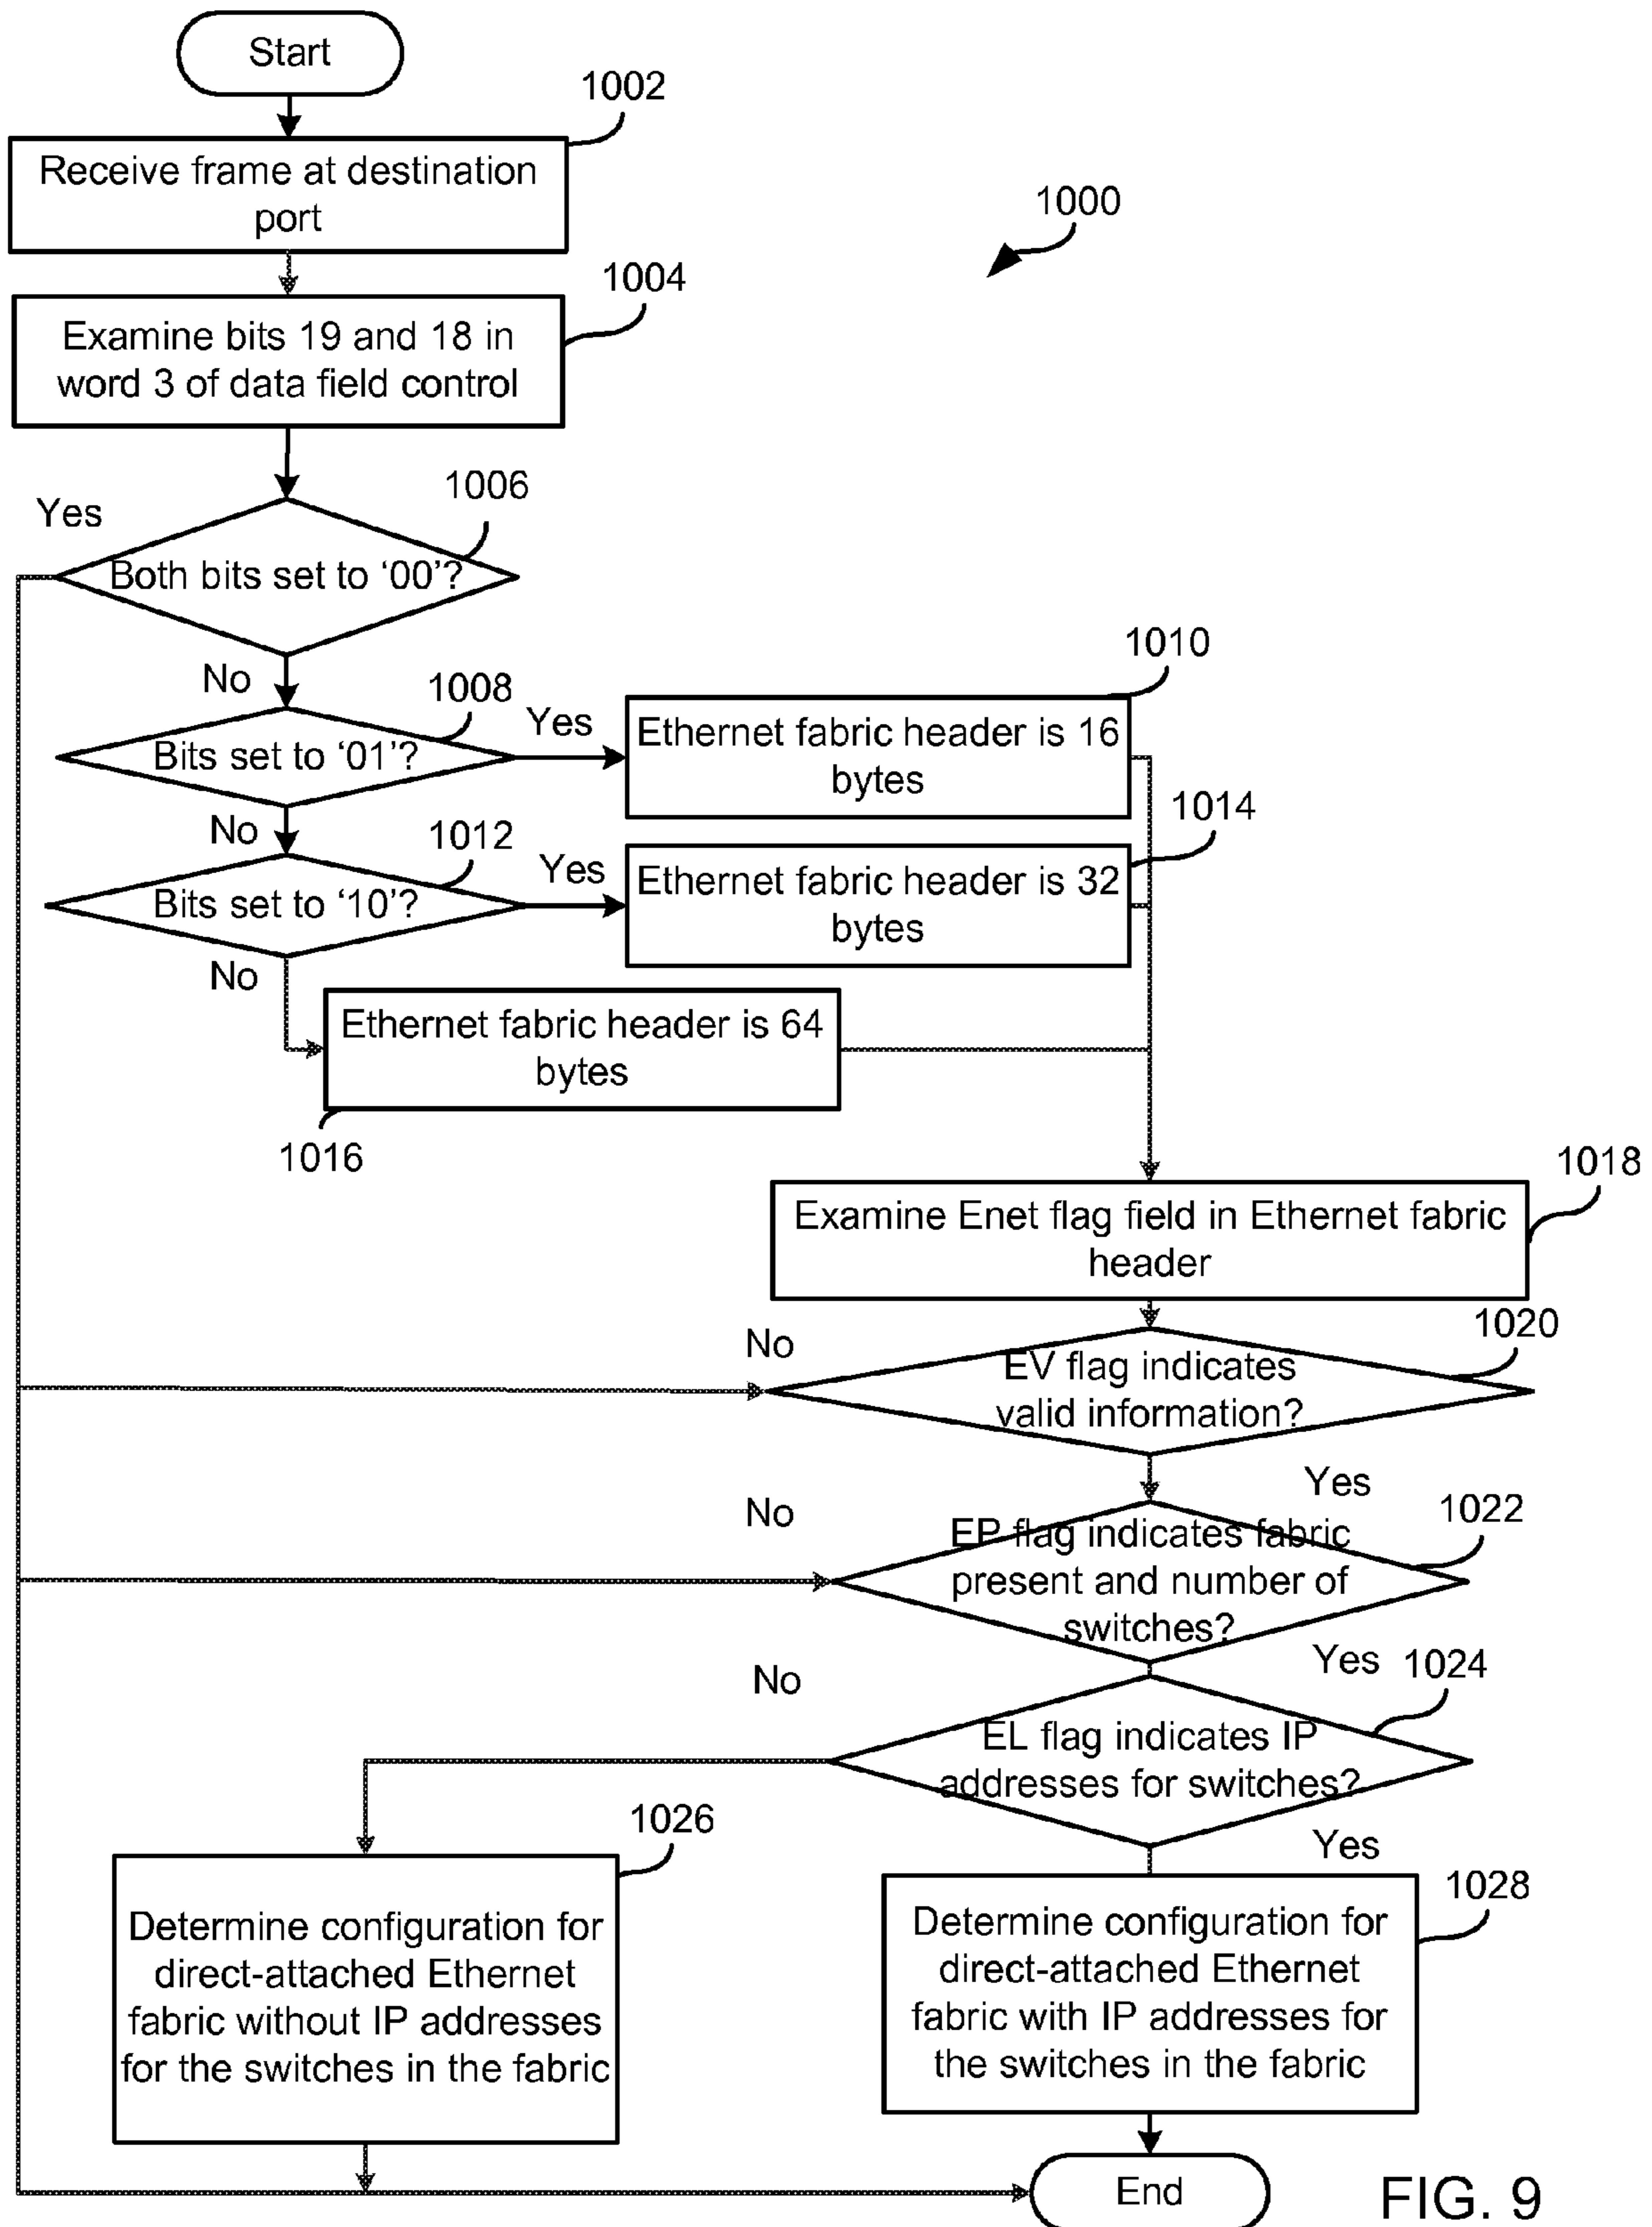 Start
1002
Receive frame at destination
port
1000
1004
Examine bits 19 and 18 in
word 3 of data field control
1006
Yes
Both bits set to ‘00’?
No
1010
1008
Yes
Ethernet fabric header is 16
bytes
Bits set to ‘01’?
1014
No
1012
Yes
Ethernet fabric header is 32
bytes
Bits set to ‘10’?
No
Ethernet fabric header is 64
bytes
1016
1018
Examine Enet flag field in Ethernet fabric
header
1020
No
EV flag indicates
valid information?
Yes
1022
No
EP flag indicates fabric
present and number of
switches?
Yes
1024
No
EL flag indicates IP
addresses for switches?
1026
Yes
1028
Determine configuration for
direct-attached Ethernet
fabric without IP addresses
for the switches in the fabric
Determine configuration for
direct-attached Ethernet
fabric with IP addresses for
the switches in the fabric
End
FIG. 9